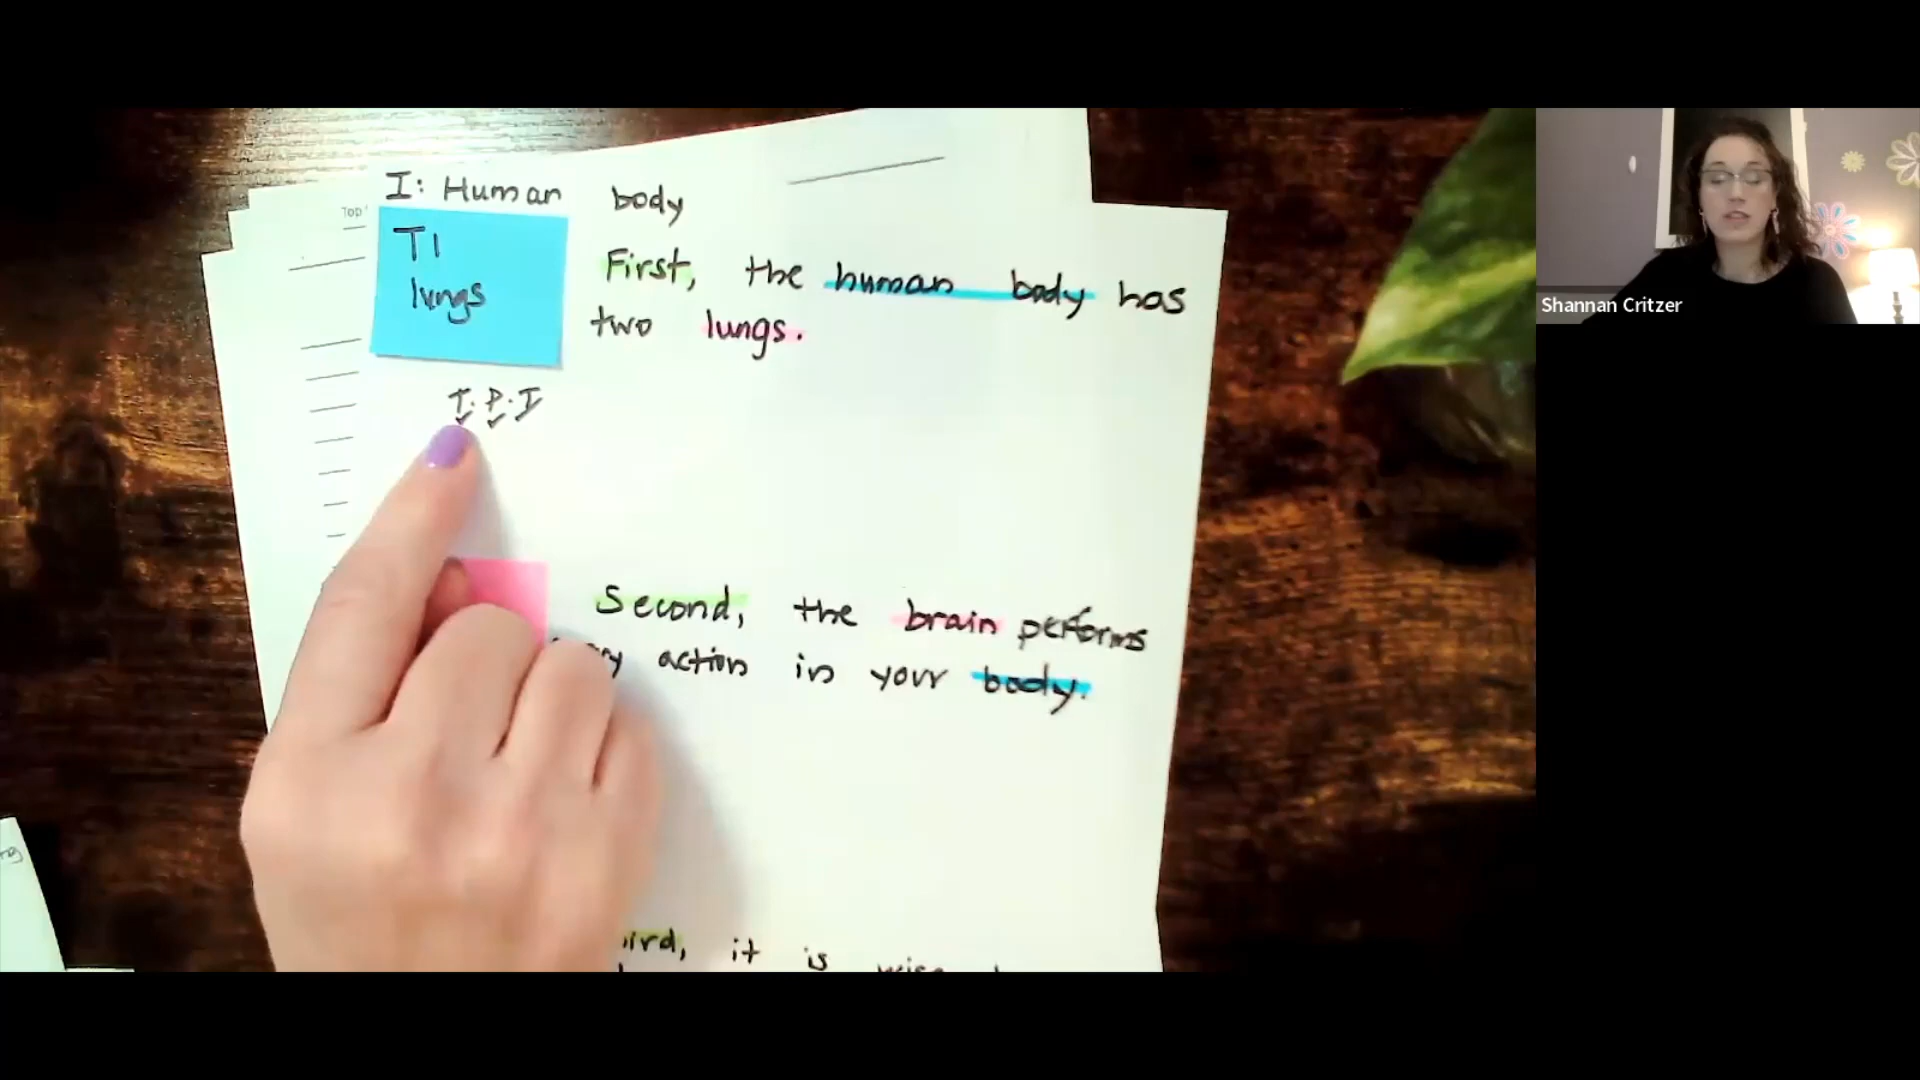 I: Human body
T1
lungs
First, the human body has
two lungs.
T. P. I
Second, the brain performs
action in your body.
it is
Shannan Critzer